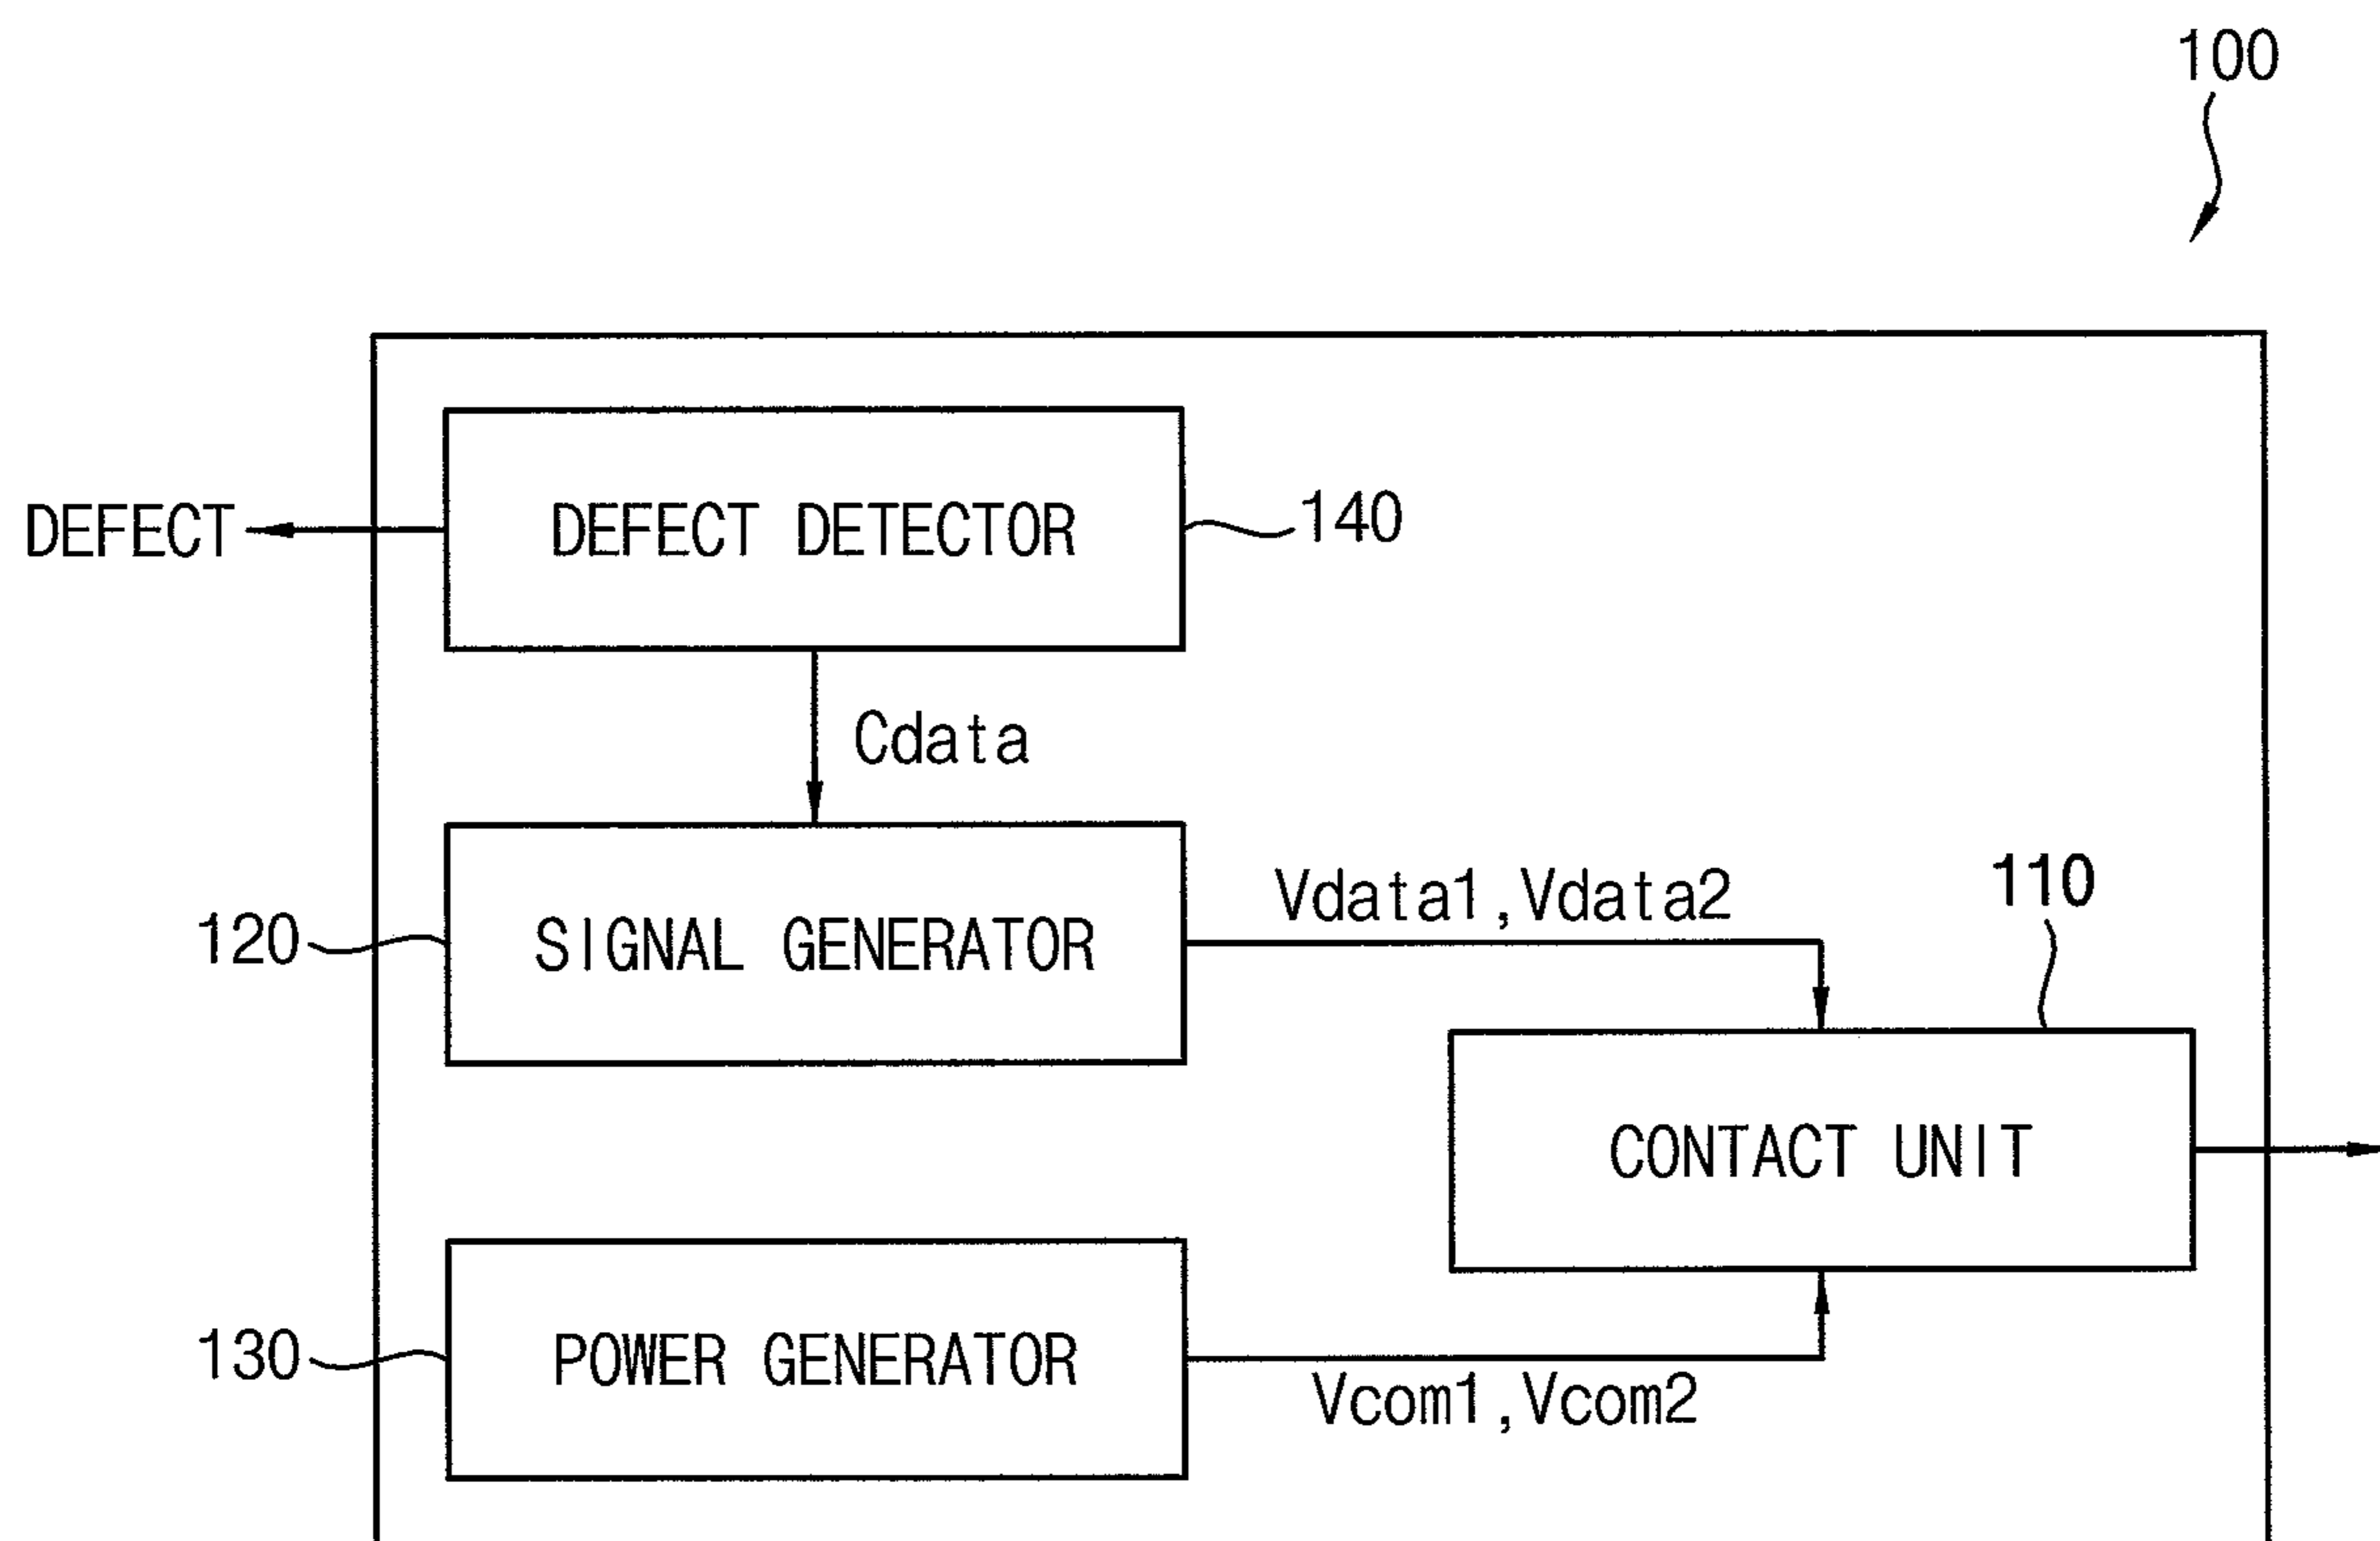 100
DEFECT
DEFECT DETECTOR
140
Cdata
120
SIGNAL GENERATOR
Vdata1,Vdata2
110
CONTACT UNIT
130
POWER GENERATOR
Vcom1,Vcom2